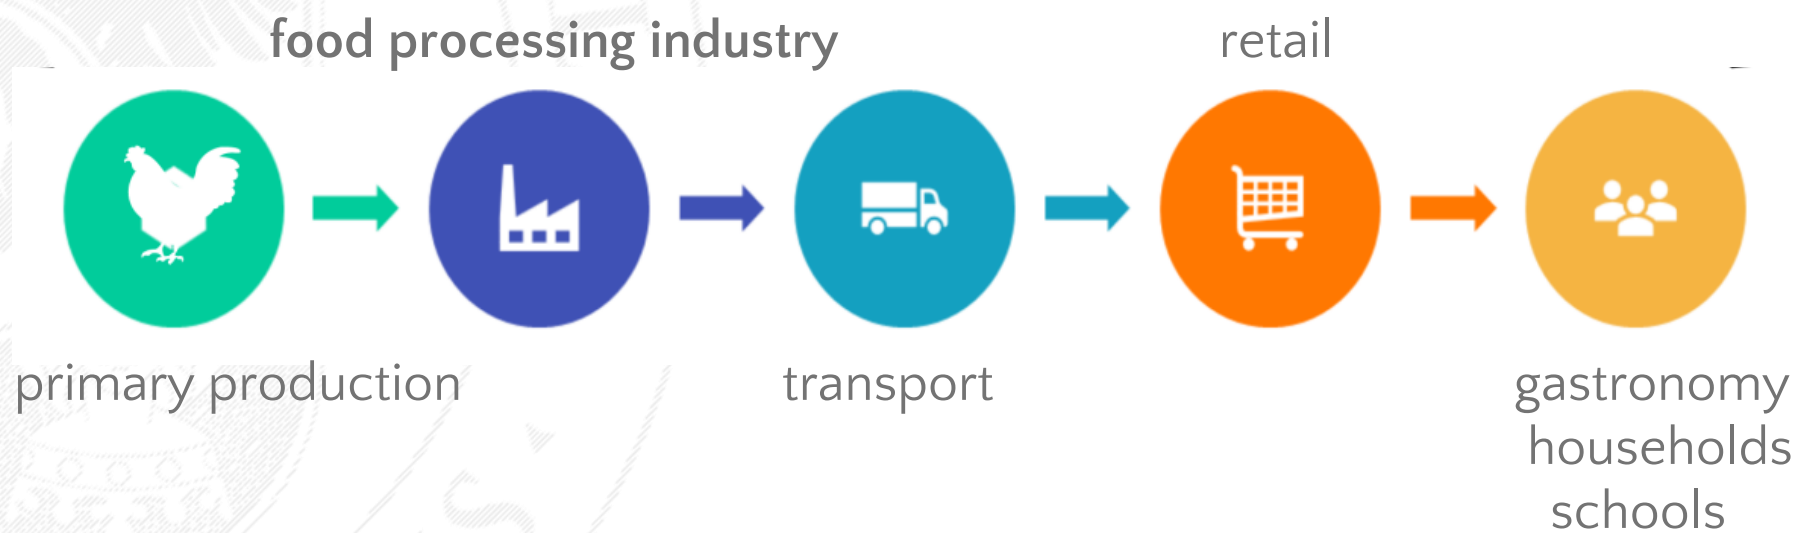 food processing industry
retail
primary production
transport
gastronomy
households
schools